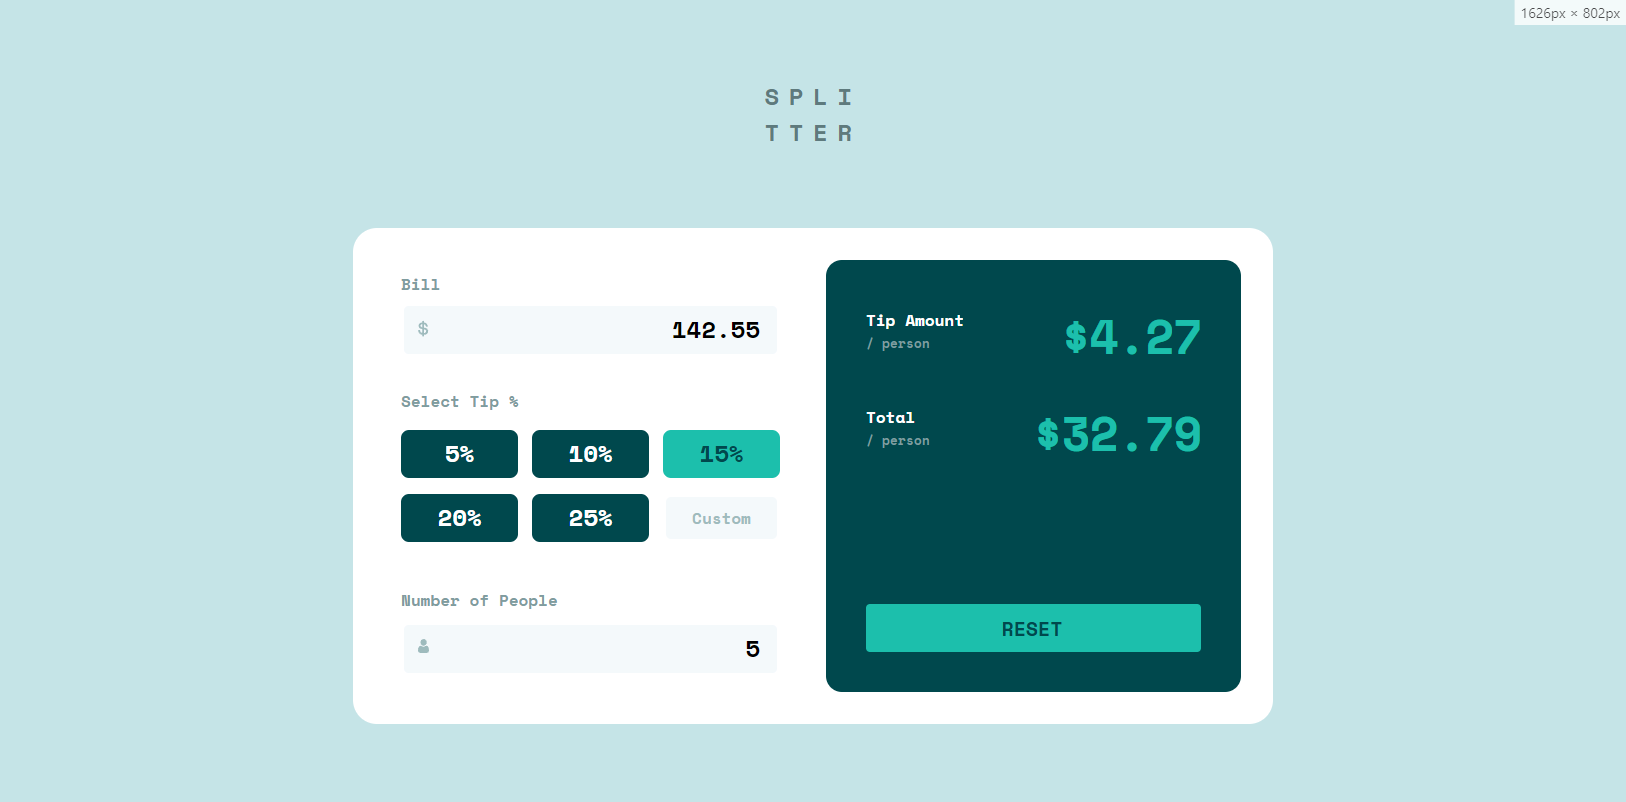 1626px × 802px
SPLI
TTER
Bill
$ 142.55
Select Tip %
5% 10% 15%
20% 25% Custom
Number of People
5
Tip Amount
/ person
$4.27
Total
/ person
$32.79
RESET